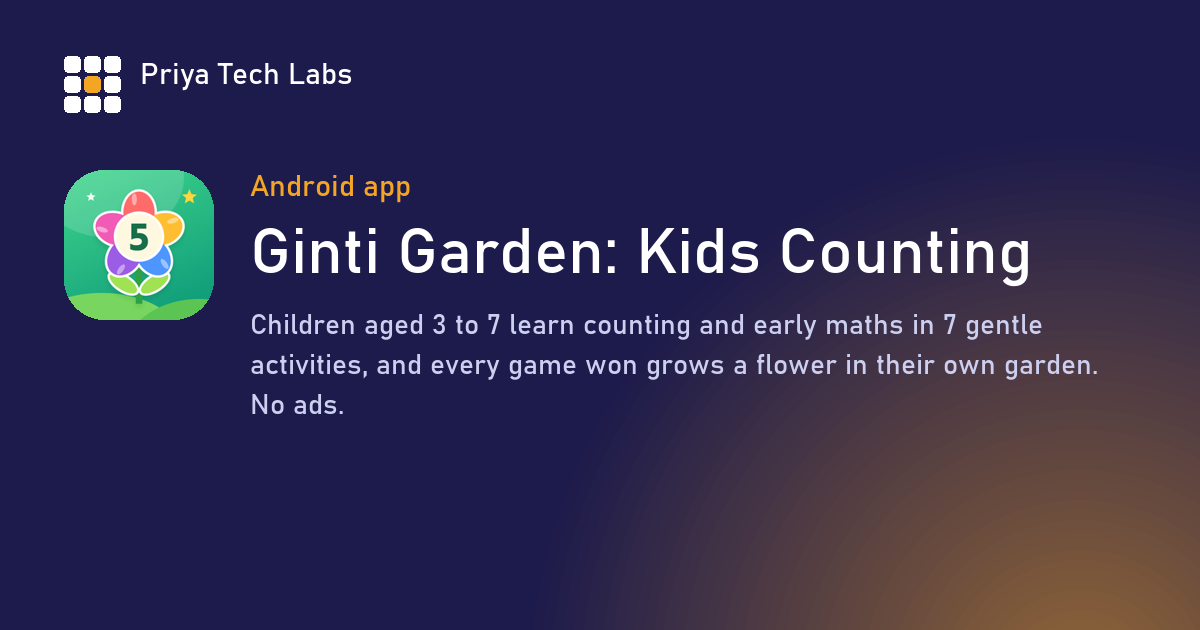 Priya Tech Labs
5
Android app
Ginti Garden: Kids Counting
Children aged 3 to 7 learn counting and early maths in 7 gentle
activities, and every game won grows a flower in their own garden.
No ads.